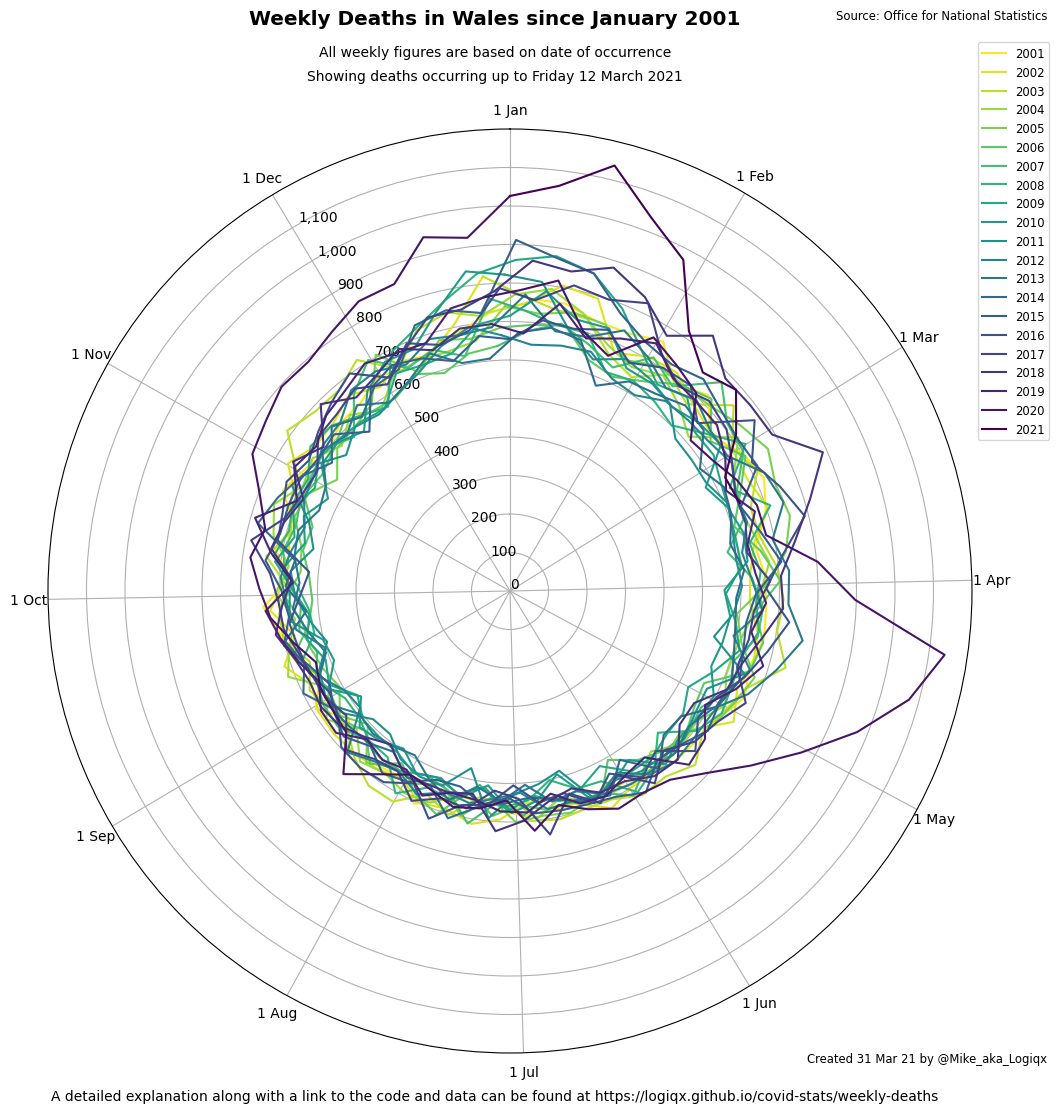 Weekly Deaths in Wales since January 2001
Source: Office for National Statistics
All weekly figures are based on date of occurrence
Showing deaths occurring up to Friday 12 March 2021
2001
2002
2003
2004
2005
2006
2007
2008
2009
2010
2011
2012
2013
2014
2015
2016
2017
2018
2019
2020
2021
1 Jan
1 Feb
1 Mar
1 Apr
1 May
1 Jun
1 Jul
1 Aug
1 Sep
1 Oct
1 Nov
1 Dec
1,100
1,000
900
800
700
600
500
400
300
200
100
0
Created 31 Mar 21 by @Mike_aka_Logiqx
A detailed explanation along with a link to the code and data can be found at https://logiqx.github.io/covid-stats/weekly-deaths